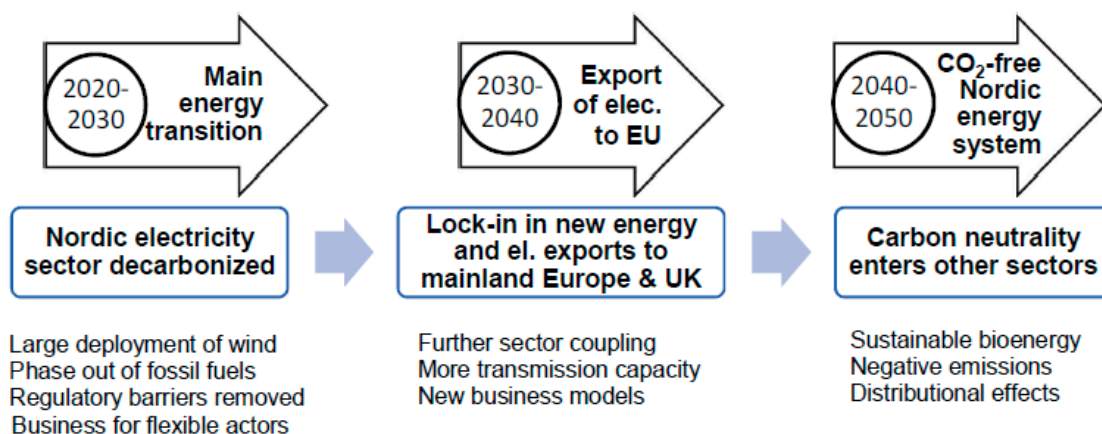 2020-
2030
Main
energy
transition
2030-
2040
Export
of elec.
to EU
2040-
2050
CO₂-free
Nordic
energy
system
Nordic electricity
sector decarbonized
Lock-in in new energy
and el. exports to
mainland Europe & UK
Carbon neutrality
enters other sectors
Large deployment of wind
Phase out of fossil fuels
Regulatory barriers removed
Business for flexible actors
Further sector coupling
More transmission capacity
New business models
Sustainable bioenergy
Negative emissions
Distributional effects